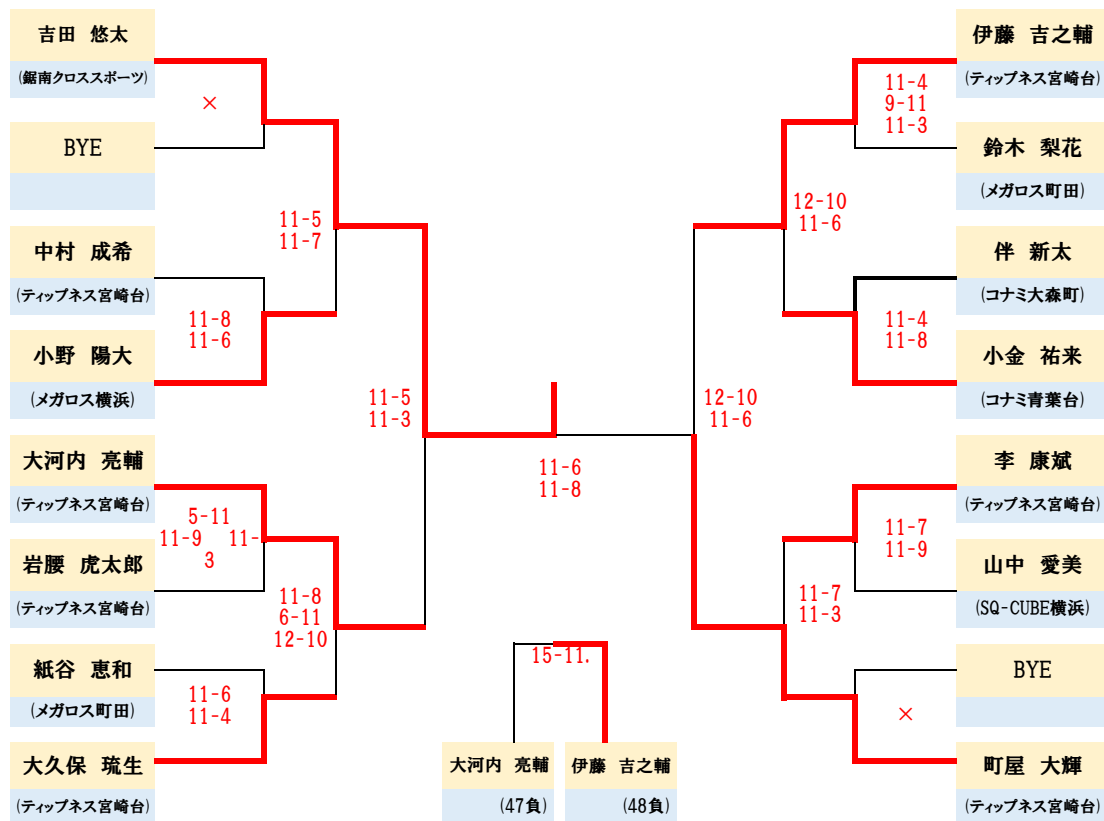 吉田 悠太
(鋸南クロススポーツ)
×
BYE
11-5
11-7
中村 成希
(ティップネス宮崎台)
11-8
11-6
小野 陽大
(メガロス横浜)
11-5
11-3
大河内 亮輔
(ティップネス宮崎台)
5-11
11-9 11-
3
岩腰 虎太郎
(ティップネス宮崎台)
11-8
6-11
12-10
紙谷 恵和
(メガロス町田)
11-6
11-4
大久保 琉生
(ティップネス宮崎台)
11-6
11-8
15-11.
大河内 亮輔
(47負)
伊藤 吉之輔
(48負)
伊藤 吉之輔
(ティップネス宮崎台)
11-4
9-11
11-3
鈴木 梨花
(メガロス町田)
12-10
11-6
伴 新太
(コナミ大森町)
11-4
11-8
小金 祐来
(コナミ青葉台)
12-10
11-6
李 康斌
(ティップネス宮崎台)
11-7
11-9
山中 愛美
(SQ-CUBE横浜)
11-7
11-3
BYE
×
町屋 大輝
(ティップネス宮崎台)